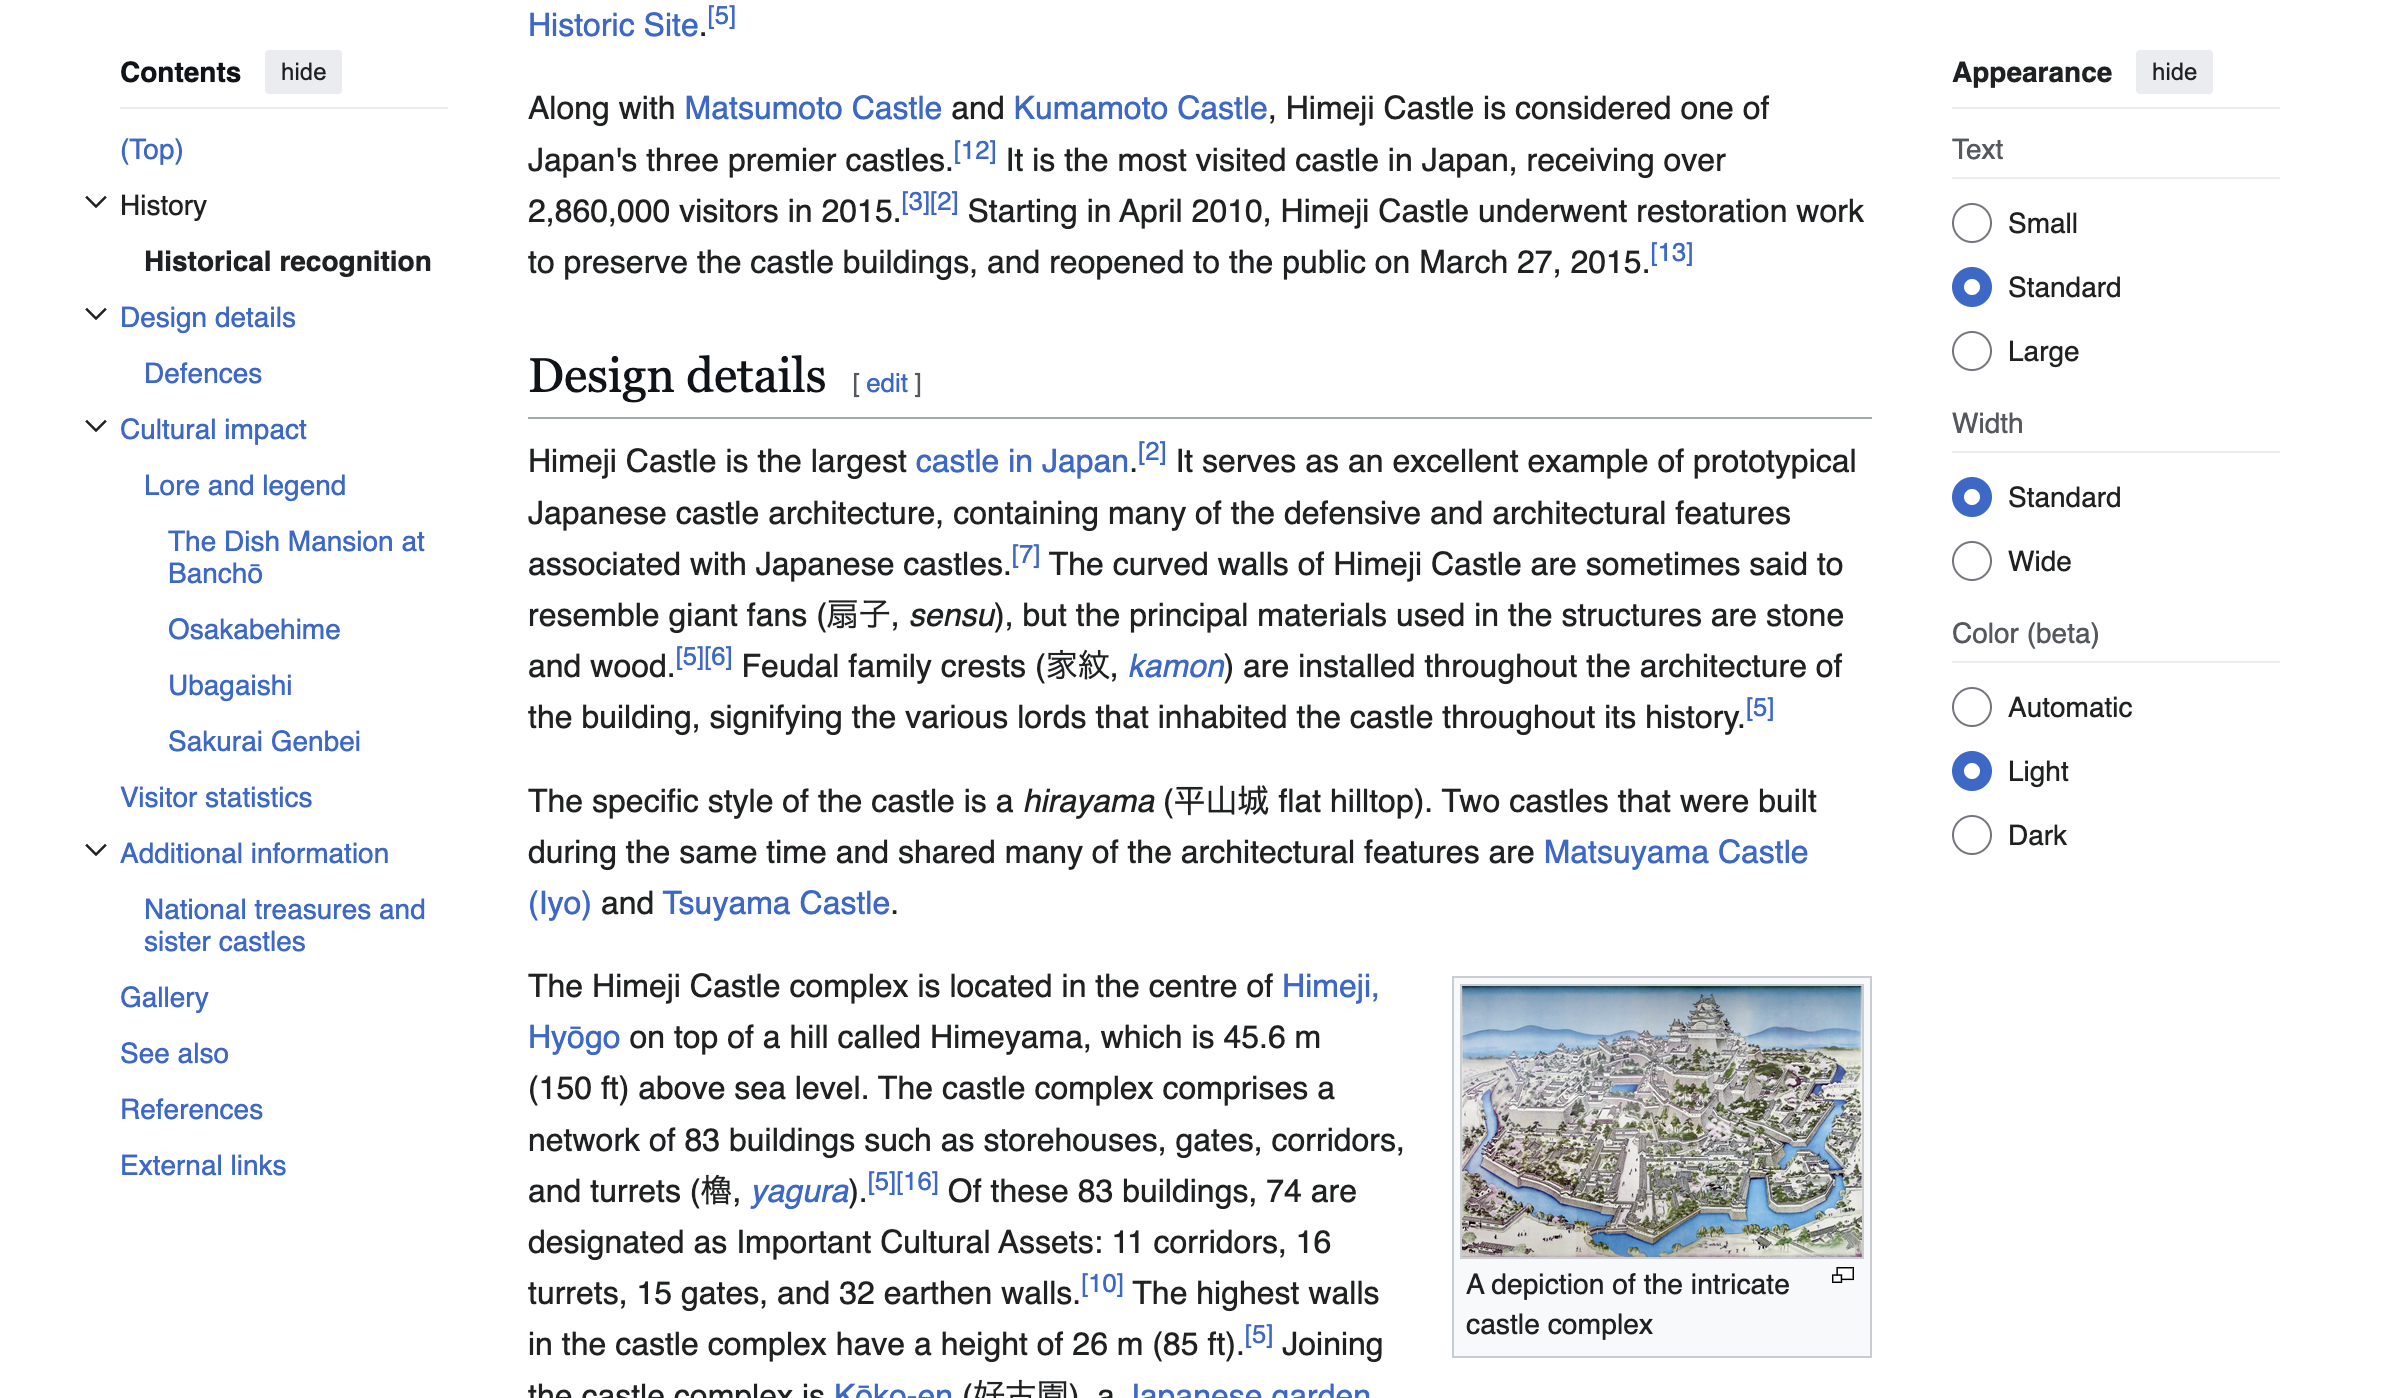 Contents hide
(Top)
History
Historical recognition
Design details
Defences
Cultural impact
Lore and legend
The Dish Mansion at
Banchō
Osakabehime
Ubagaishi
Sakurai Genbei
Visitor statistics
Additional information
National treasures and
sister castles
Gallery
See also
References
External links
Historic Site.[5]
Along with Matsumoto Castle and Kumamoto Castle, Himeji Castle is considered one of
Japan's three premier castles.[12] It is the most visited castle in Japan, receiving over
2,860,000 visitors in 2015.[3][2] Starting in April 2010, Himeji Castle underwent restoration work
to preserve the castle buildings, and reopened to the public on March 27, 2015.[13]
Design details [ edit ]
Himeji Castle is the largest castle in Japan.[2] It serves as an excellent example of prototypical
Japanese castle architecture, containing many of the defensive and architectural features
associated with Japanese castles.[7] The curved walls of Himeji Castle are sometimes said to
resemble giant fans (扇子, sensu), but the principal materials used in the structures are stone
and wood.[5][6] Feudal family crests (家紋, kamon) are installed throughout the architecture of
the building, signifying the various lords that inhabited the castle throughout its history.[5]
The specific style of the castle is a hirayama (平山城 flat hilltop). Two castles that were built
during the same time and shared many of the architectural features are Matsuyama Castle
(Iyo) and Tsuyama Castle.
The Himeji Castle complex is located in the centre of Himeji,
Hyōgo on top of a hill called Himeyama, which is 45.6 m
(150 ft) above sea level. The castle complex comprises a
network of 83 buildings such as storehouses, gates, corridors,
and turrets (櫓, yagura).[5][16] Of these 83 buildings, 74 are
designated as Important Cultural Assets: 11 corridors, 16
turrets, 15 gates, and 32 earthen walls.[10] The highest walls
in the castle complex have a height of 26 m (85 ft).[5] Joining
the castle complex is Kōko-en (好古園), a Japanese garden
A depiction of the intricate
castle complex
Appearance hide
Text
Small
Standard
Large
Width
Standard
Wide
Color (beta)
Automatic
Light
Dark